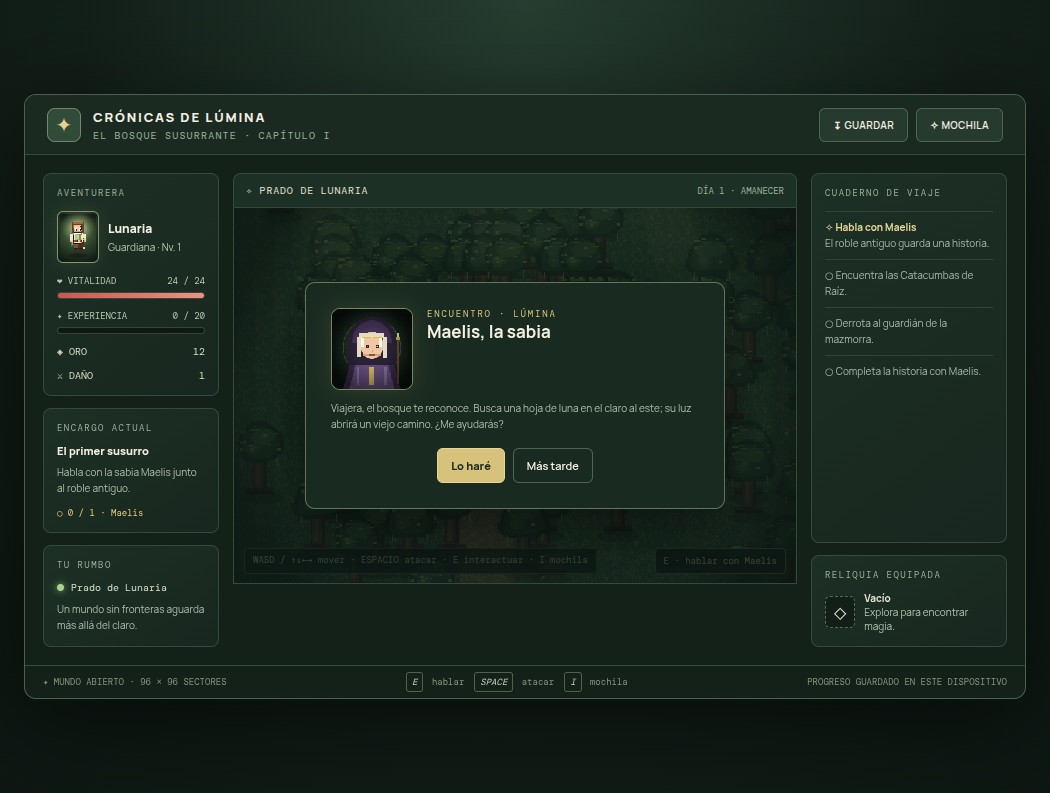 CRÓNICAS DE LÚMINA
EL BOSQUE SUSURRANTE · CAPÍTULO I
↧ GUARDAR
✧ MOCHILA
AVENTURERA
Lunaria
Guardiana · Nv. 1
❤ VITALIDAD 24 / 24
✦ EXPERIENCIA 0 / 20
◈ ORO 12
⚔ DAÑO 1
ENCARGO ACTUAL
El primer susurro
Habla con la sabia Maelis junto
al roble antiguo.
○ 0 / 1 · Maelis
TU RUMBO
Prado de Lunaria
Un mundo sin fronteras aguarda
más allá del claro.
✧ PRADO DE LUNARIA
DÍA 1 · AMANECER
ENCUENTRO · LÚMINA
Maelis, la sabia
Viajera, el bosque te reconoce. Busca una hoja de luna en el claro al este; su luz
abrirá un viejo camino. ¿Me ayudarás?
Lo haré
Más tarde
WASD / ↑↓←→ mover · ESPACIO atacar · E interactuar · I mochila
E · hablar con Maelis
CUADERNO DE VIAJE
✧ Habla con Maelis
El roble antiguo guarda una historia.
○ Encuentra las Catacumbas de
Raíz.
○ Derrota al guardián de la
mazmorra.
○ Completa la historia con Maelis.
RELIQUIA EQUIPADA
◇
Vacío
Explora para encontrar
magia.
✦ MUNDO ABIERTO · 96 × 96 SECTORES
E hablar SPACE atacar I mochila
PROGRESO GUARDADO EN ESTE DISPOSITIVO